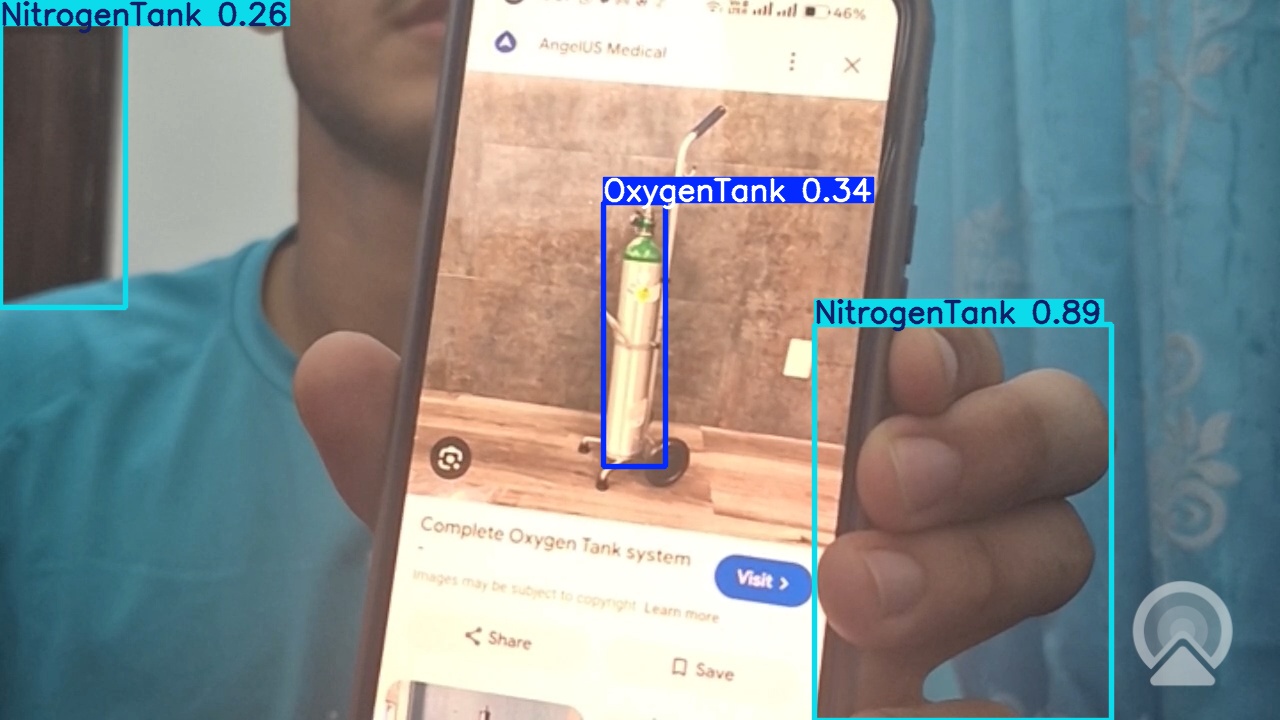 NitrogenTank 0.26
46%
AngelUS Medical
OxygenTank 0.34
NitrogenTank 0.89
Complete Oxygen Tank system
-
Visit >
Images may be subject to copyright. Learn more
Share
Save